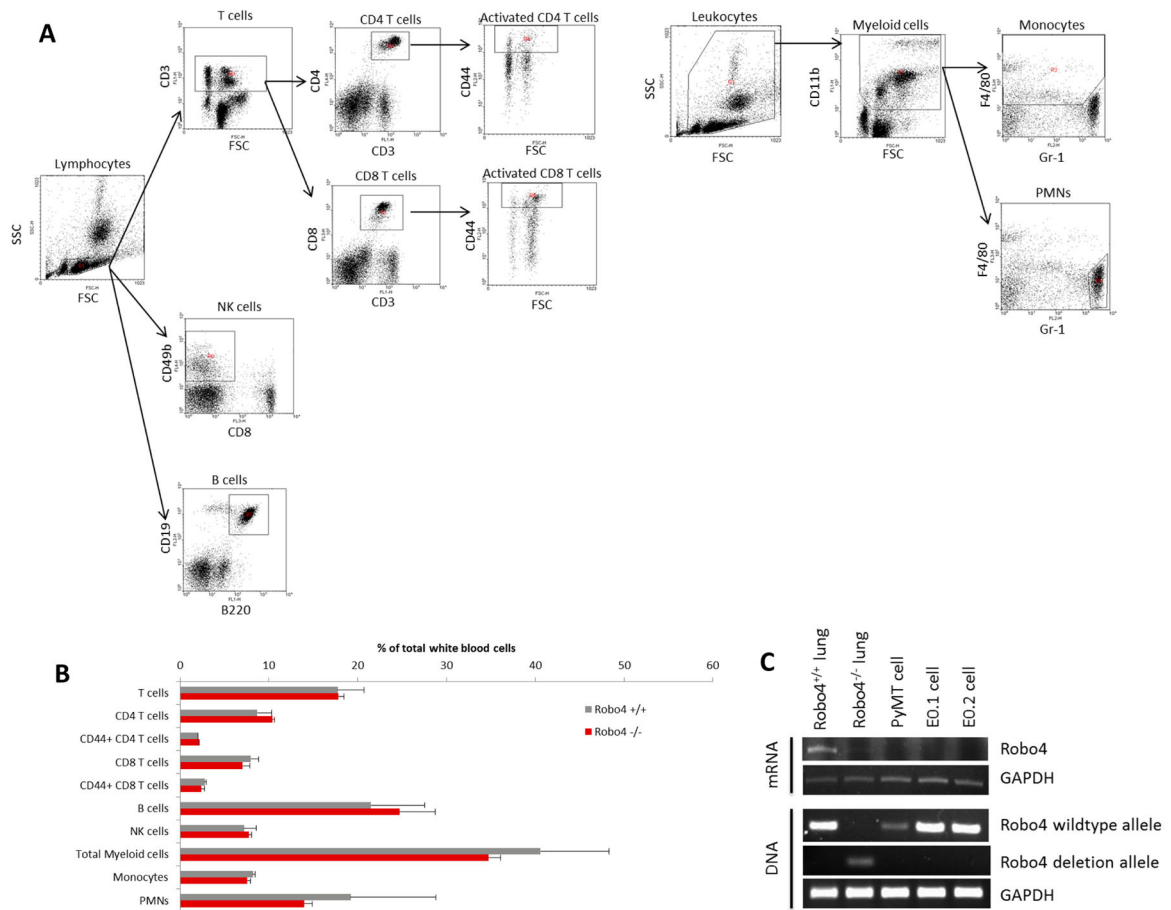 A
T cells
CD3
FSC
CD4 T cells
CD4
CD3
Activated CD4 T cells
CD44
FSC
Lymphocytes
SSC
FSC
CD8 T cells
CD8
CD3
Activated CD8 T cells
CD44
FSC
NK cells
CD49b
CD8
B cells
CD19
B220
Leukocytes
SSC
FSC
Myeloid cells
CD11b
FSC
Monocytes
F4/80
Gr-1
PMNs
F4/80
Gr-1
B
% of total white blood cells
0 10 20 30 40 50 60
T cells
CD4 T cells
CD44+ CD4 T cells
CD8 T cells
CD44+ CD8 T cells
B cells
NK cells
Total Myeloid cells
Monocytes
PMNs
Robo4 +/+
Robo4 -/-
C
Robo4+/+ lung
Robo4-/- lung
PyMT cell
E0.1 cell
E0.2 cell
mRNA
Robo4
GAPDH
DNA
Robo4 wildtype allele
Robo4 deletion allele
GAPDH